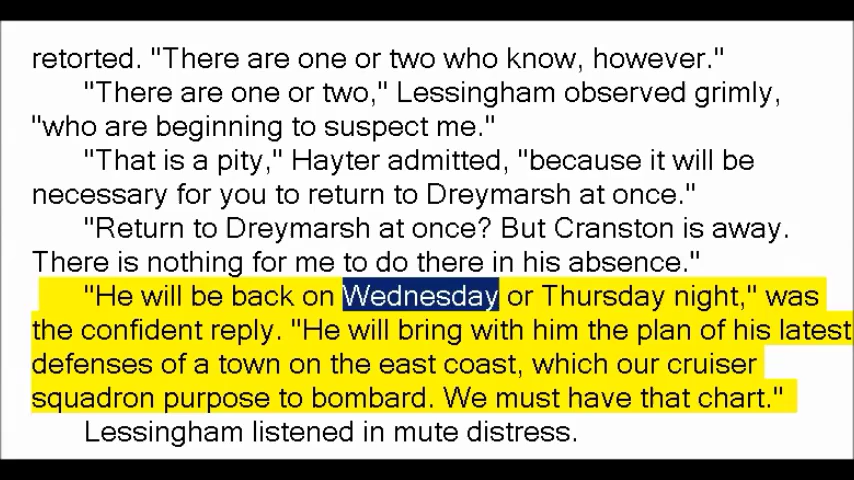 retorted. "There are one or two who know, however."
"There are one or two," Lessingham observed grimly,
"who are beginning to suspect me."
"That is a pity," Hayter admitted, "because it will be
necessary for you to return to Dreymarsh at once."
"Return to Dreymarsh at once? But Cranston is away.
There is nothing for me to do there in his absence."
"He will be back on Wednesday or Thursday night," was
the confident reply. "He will bring with him the plan of his latest
defenses of a town on the east coast, which our cruiser
squadron purpose to bombard. We must have that chart."
Lessingham listened in mute distress.